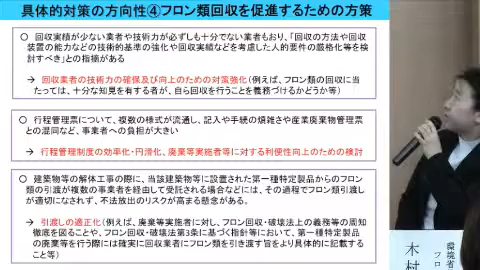 具体的対策の方向性④フロン類回収を促進するための方策
○ 回収実績が少ない業者や技術力が必ずしも十分でない業者もおり、「回収の方法や回収
装置の能力などの技術的基準の強化や回収実績などを考慮した人的要件の厳格化等を検
討すべき」との指摘がある
→ 回収業者の技術力の確保及び向上のための対策強化(例えば、フロン類の回収に当
たっては、十分な知見を有する者が、自ら回収を行うことを義務づけるかどうか等)
○ 行程管理票について、複数の様式が流通し、記入や手続の煩雑さや産業廃棄物管理票
との混同など、事業者への負担が大きい
→ 行程管理制度の効率化・円滑化、廃棄等実施者等に対する利便性向上のための検討
○ 建築物等の解体工事の際に、当該建築物等に設置された第一種特定製品からのフロン
類の引渡が複数の事業者を経由して受託される場合などには、その過程でフロン類引渡し
が適切になされず、不法放出のリスクが高まる懸念がある。
→ 引渡しの適正化(例えば、廃棄等実施者に対し、フロン回収・破壊法上の義務等の周知
徹底を図ることや、フロン回収・破壊法第3条に基づく指針等において、第一種特定製品
の廃棄等を行う際には確実に回収業者にフロン類を引き渡す旨をより具体的に記載する
こと等)
環境省
フロ
木村